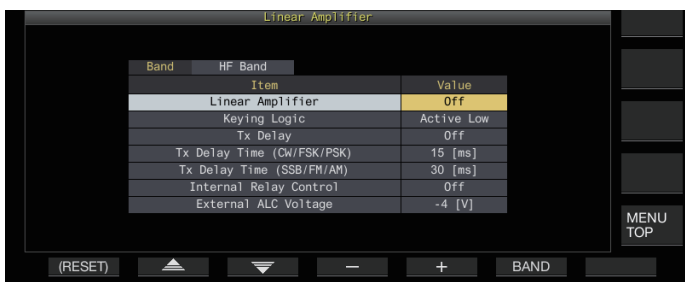 Linear Amplifier
Band HF Band
Item Value
Linear Amplifier Off
Keying Logic Active Low
Tx Delay Off
Tx Delay Time (CW/FSK/PSK) 15 [ms]
Tx Delay Time (SSB/FM/AM) 30 [ms]
Internal Relay Control Off
External ALC Voltage -4 [V]
MENU
TOP
(RESET) − + BAND